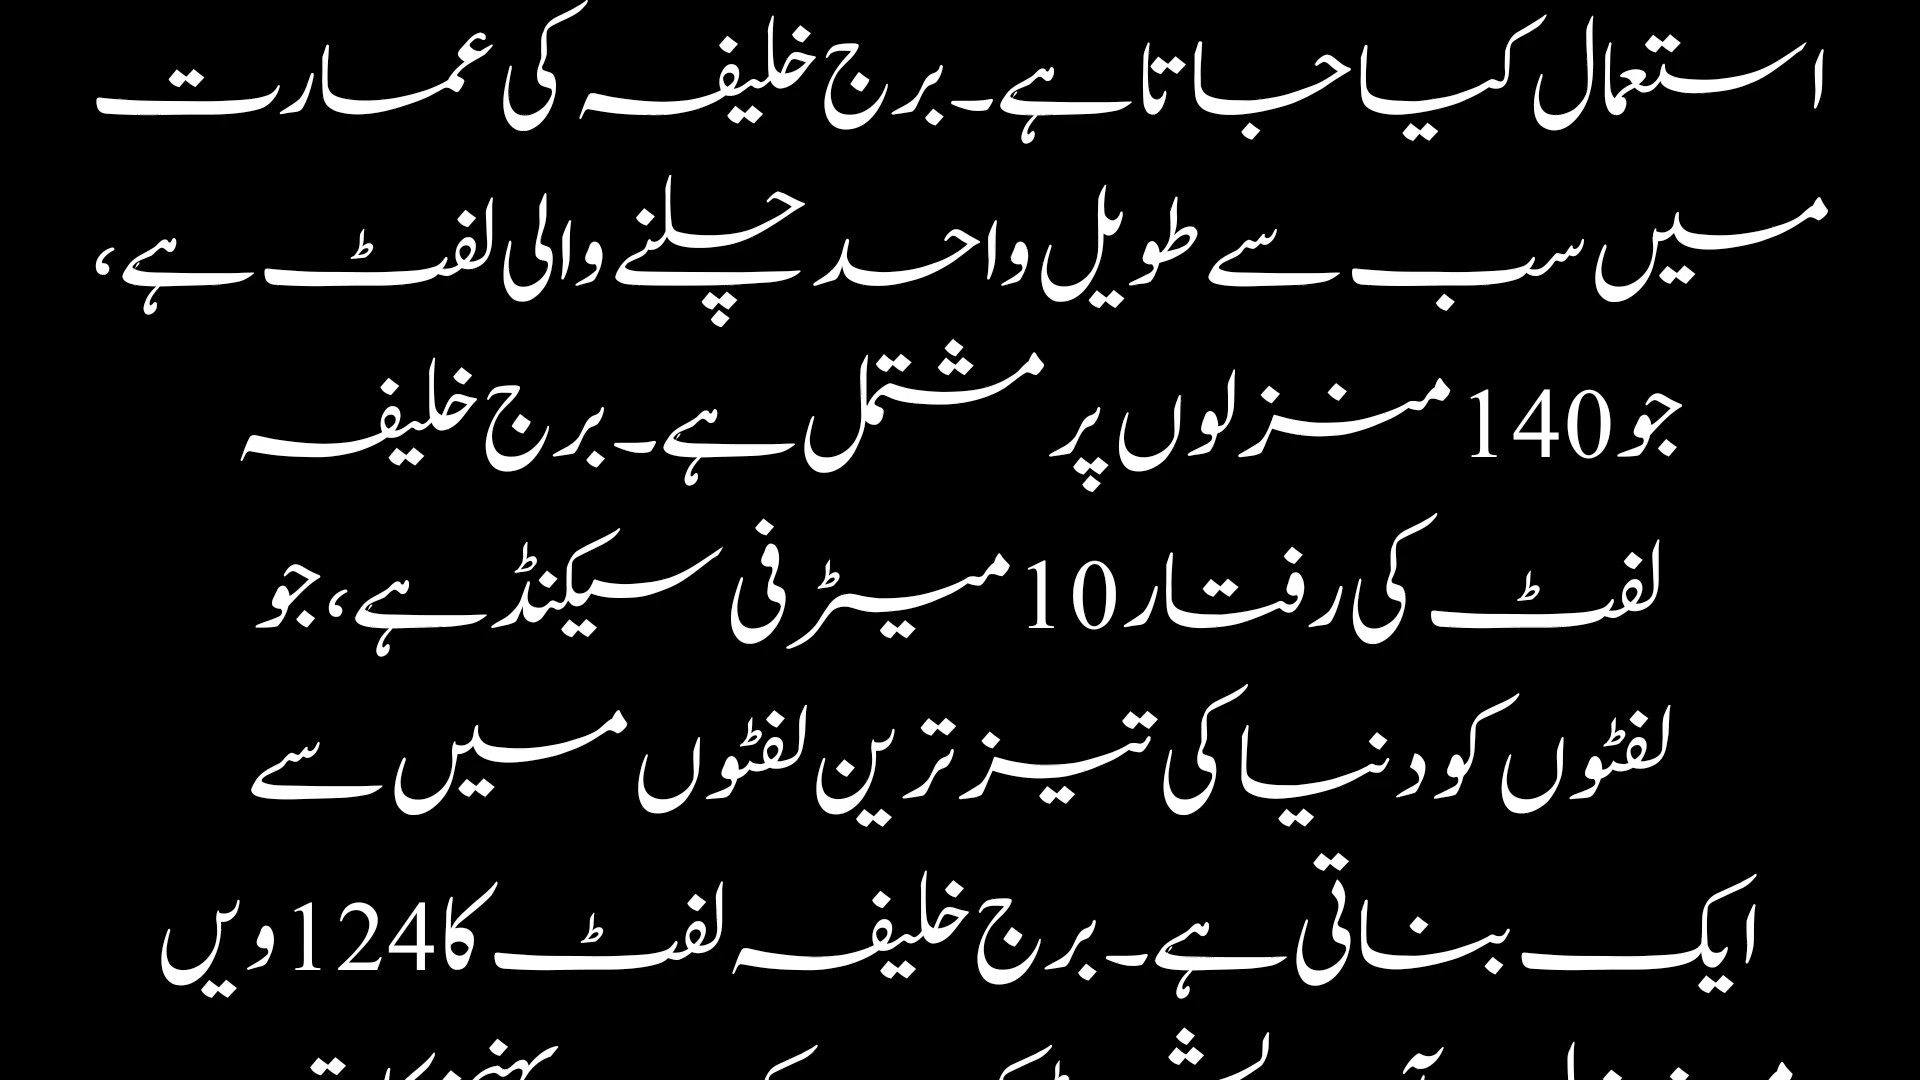 استعمال کیا جاتا ہے۔ برج خلیفہ کی عمارت
میں سب سے طویل واحد چلنے والی لفٹ ہے،
جو 140 منزلوں پر مشتمل ہے۔ برج خلیفہ
لفٹ کی رفتار 10 میٹر فی سیکنڈ ہے، جو
لفٹوں کو دنیا کی تیز ترین لفٹوں میں سے
ایک بناتی ہے۔ برج خلیفہ لفٹ کا 124 ویں